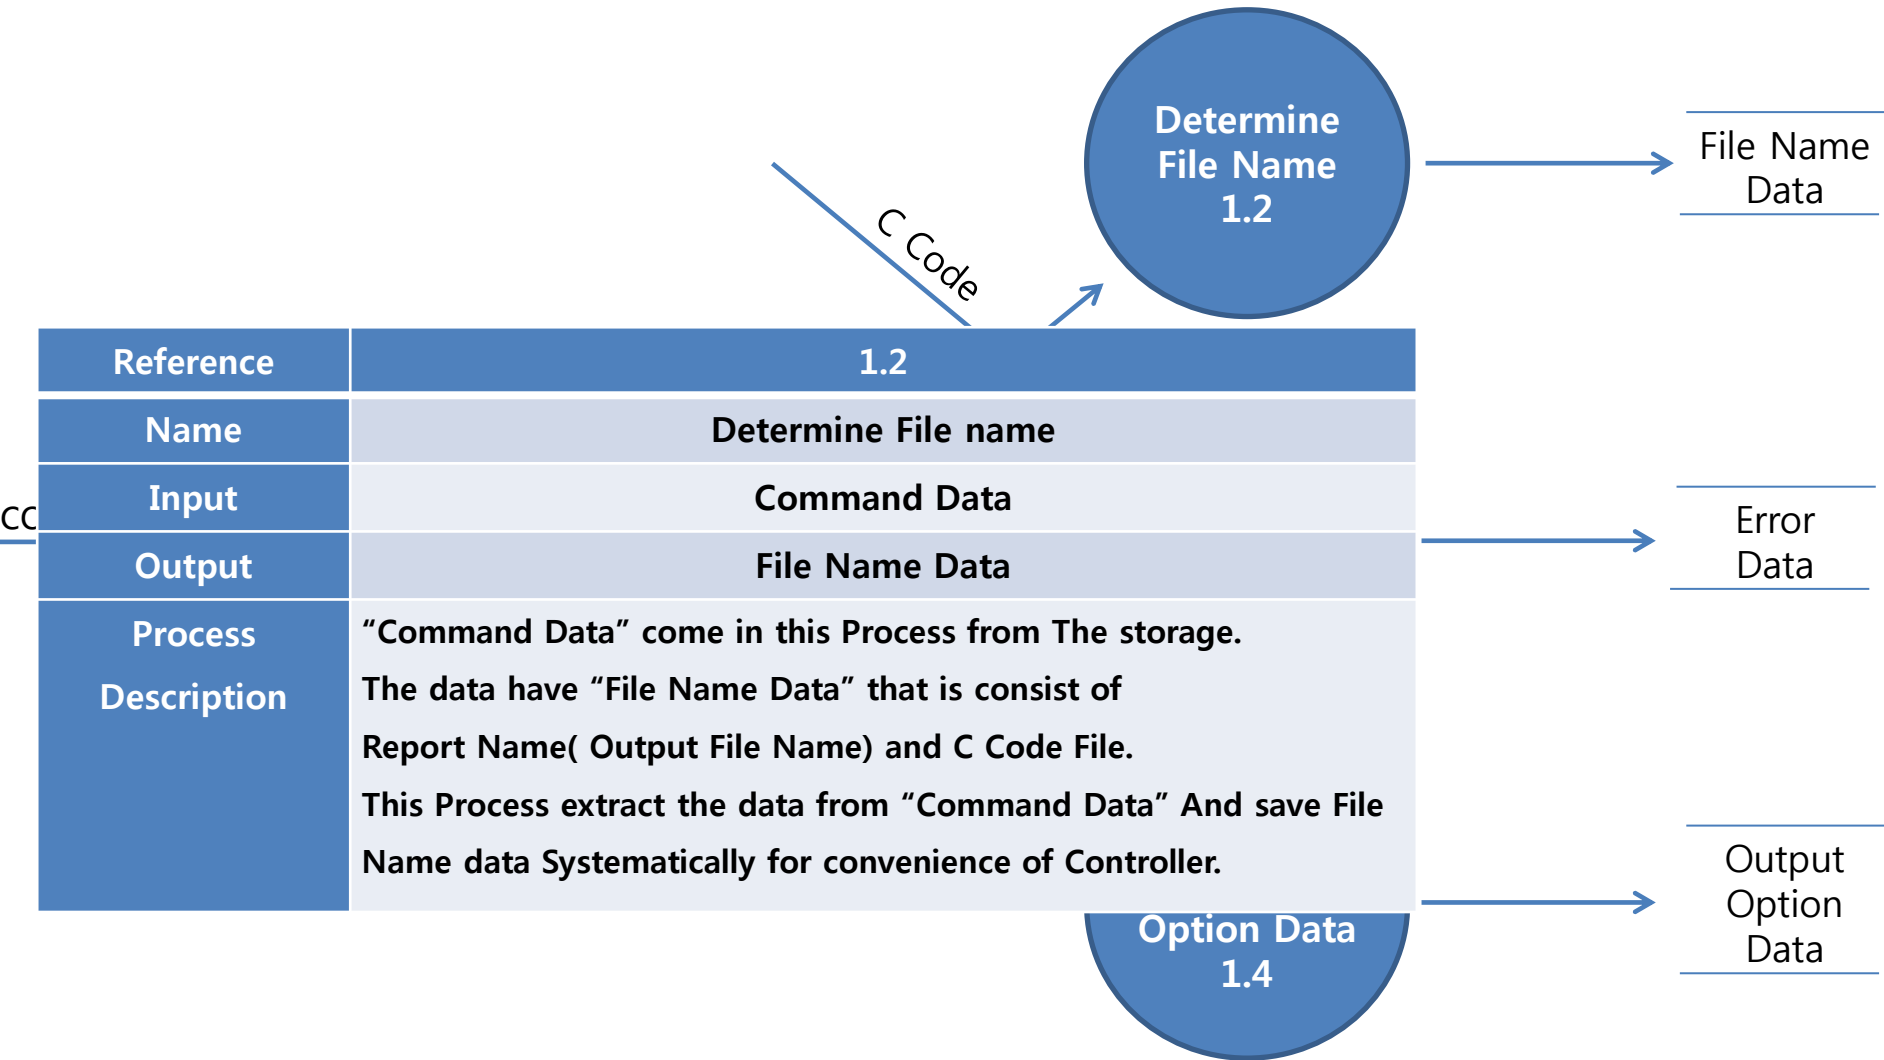 Determine
File Name
1.2
File Name
Data
C Code
Reference
1.2
Name
Determine File name
Input
Command Data
Output
File Name Data
Process
Description
“Command Data” come in this Process from The storage.
The data have “File Name Data” that is consist of
Report Name( Output File Name) and C Code File.
This Process extract the data from “Command Data” And save File
Name data Systematically for convenience of Controller.
Error
Data
Option Data
1.4
Output
Option
Data